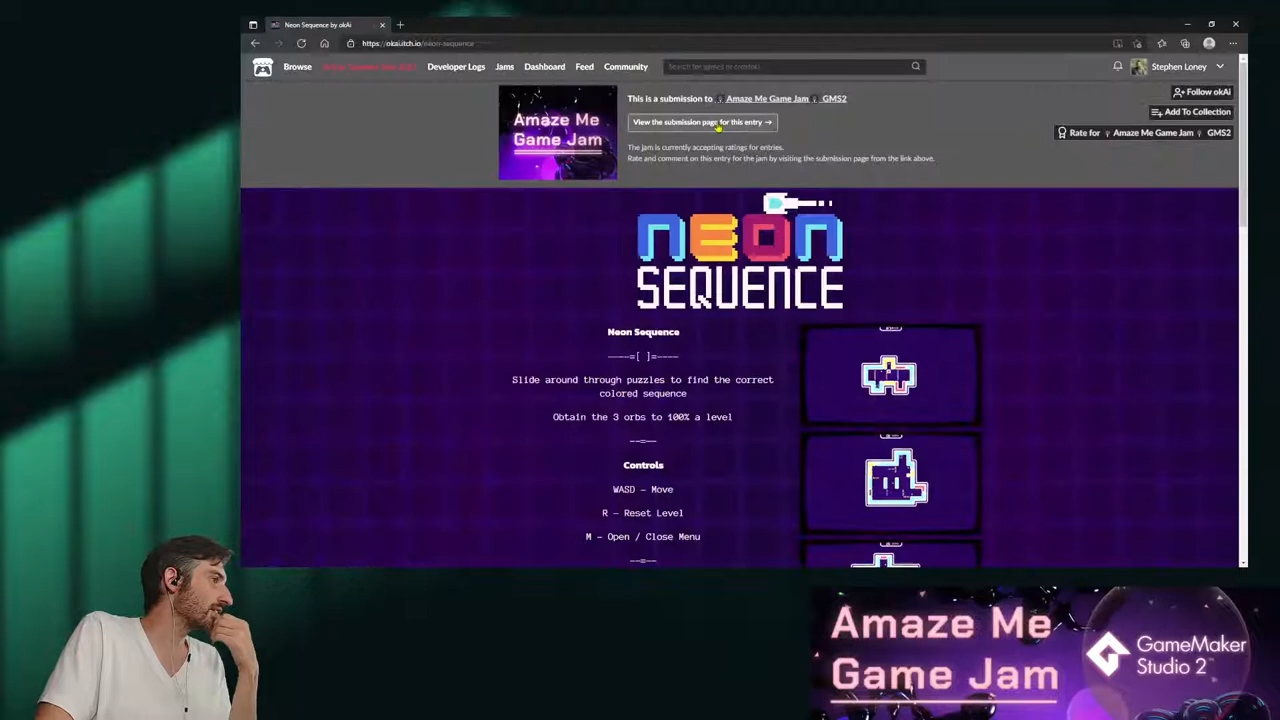 Neon Sequence by okAi
https://okai.itch.io/neon-sequence
Browse
Developer Logs
Jams
Dashboard
Feed
Community
Search for games or creators
Stephen Loney
Amaze Me
Game Jam
This is a submission to Amaze Me Game Jam GMS2
View the submission page for this entry →
The jam is currently accepting ratings for entries.
Rate and comment on this entry for the jam by visiting the submission page from the link above.
Follow okAi
Add To Collection
Rate for Amaze Me Game Jam GMS2
NEON
SEQUENCE
Neon Sequence
----=[ ]=----
Slide around through puzzles to find the correct
colored sequence
Obtain the 3 orbs to 100% a level
--=--
Controls
WASD - Move
R - Reset Level
M - Open / Close Menu
--=--
Amaze Me
Game Jam
GameMaker
Studio 2